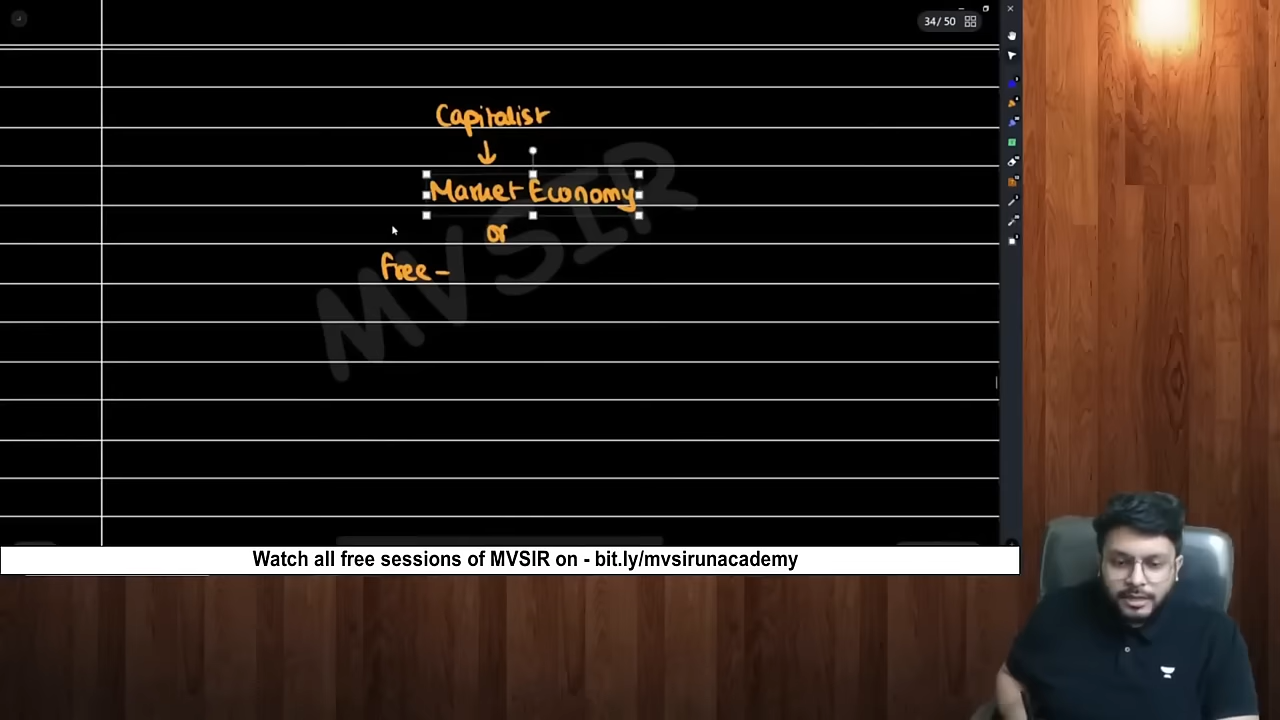 34/50
Capitalist
↓
Market Economy
or
free -
MVSIR
Watch all free sessions of MVSIR on - bit.ly/mvsirunacademy